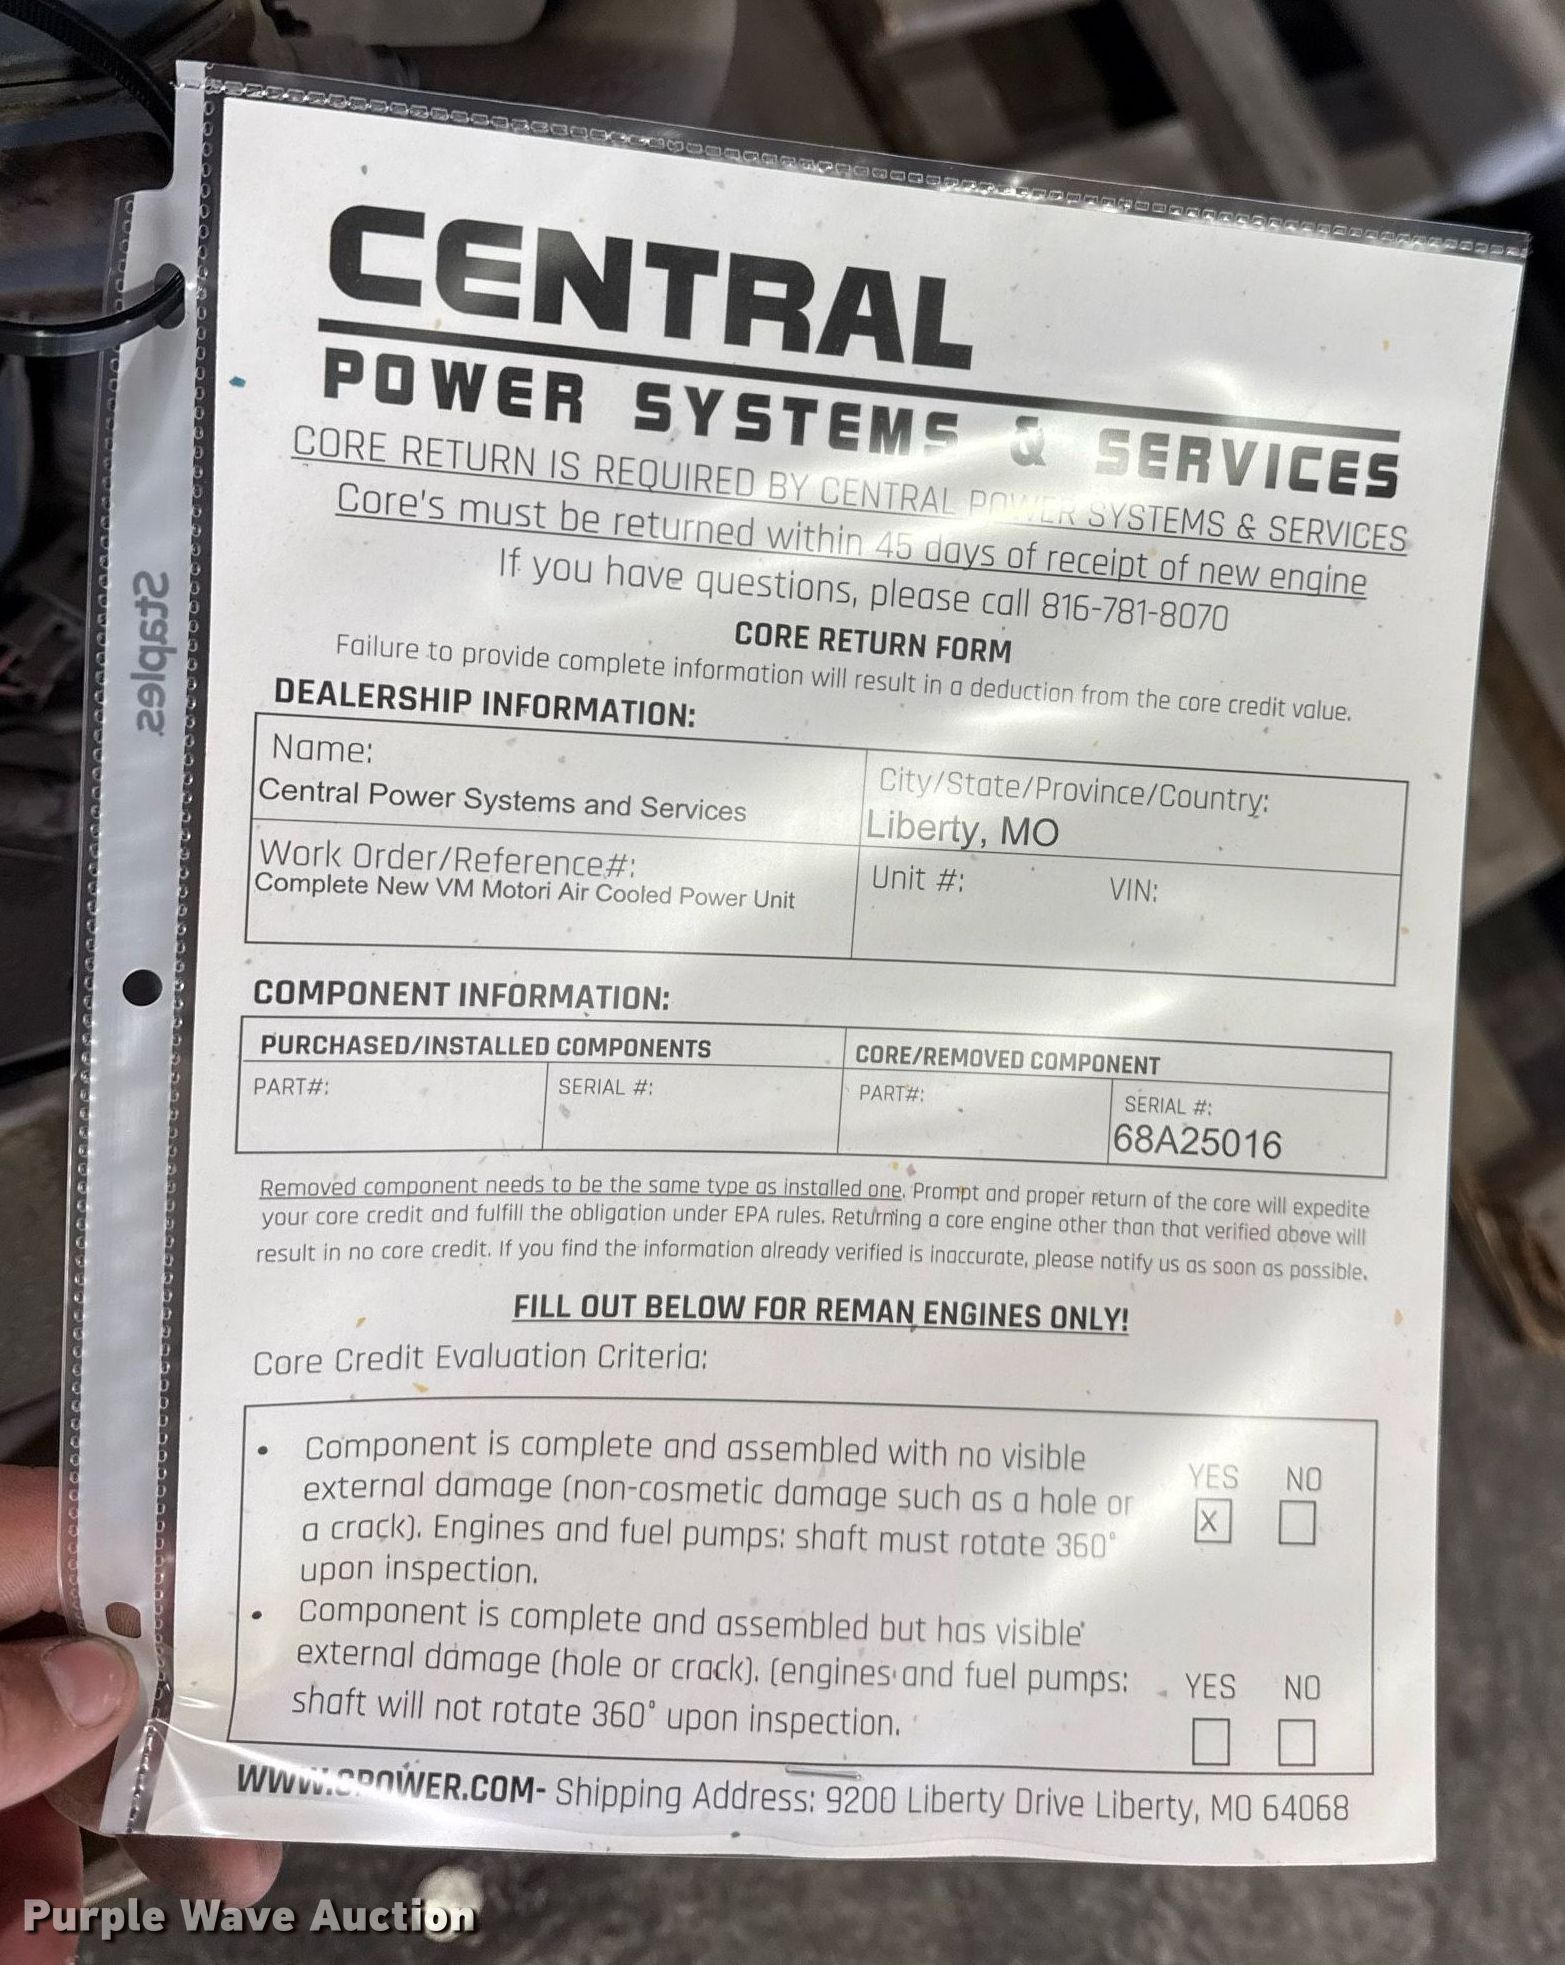 CENTRAL
POWER SYSTEMS & SERVICES
CORE RETURN IS REQUIRED BY CENTRAL POWER SYSTEMS & SERVICES
Core's must be returned within 45 days of receipt of new engine
If you have questions, please call 816-781-8070
CORE RETURN FORM
Failure to provide complete information will result in a deduction from the core credit value.
DEALERSHIP INFORMATION:
Name:
Central Power Systems and Services
City/State/Province/Country:
Liberty, MO
Work Order/Reference#:
Complete New VM Motori Air Cooled Power Unit
Unit #: VIN:
COMPONENT INFORMATION:
PURCHASED/INSTALLED COMPONENTS
CORE/REMOVED COMPONENT
PART#: SERIAL #: PART#: SERIAL #:
68A25016
Removed component needs to be the same type as installed one. Prompt and proper return of the core will expedite
your core credit and fulfill the obligation under EPA rules. Returning a core engine other than that verified above will
result in no core credit. If you find the information already verified is inaccurate, please notify us as soon as possible.
FILL OUT BELOW FOR REMAN ENGINES ONLY!
Core Credit Evaluation Criteria:
• Component is complete and assembled with no visible
external damage (non-cosmetic damage such as a hole or
a crack). Engines and fuel pumps: shaft must rotate 360°
upon inspection.
YES NO
X
• Component is complete and assembled but has visible
external damage (hole or crack). (engines and fuel pumps:
shaft will not rotate 360° upon inspection.
YES NO
WWW.CPOWER.COM- Shipping Address: 9200 Liberty Drive Liberty, MO 64068
Staples
Purple Wave Auction